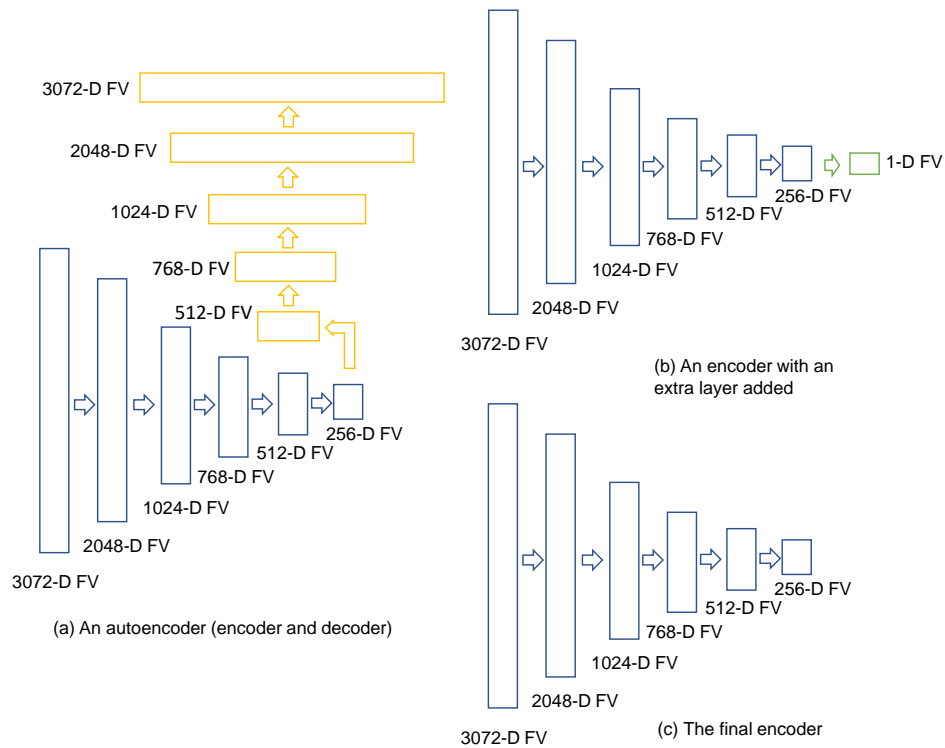 3072-D FV
2048-D FV
1024-D FV
768-D FV
512-D FV
256-D FV
512-D FV
768-D FV
1024-D FV
2048-D FV
3072-D FV
(a) An autoencoder (encoder and decoder)
1-D FV
256-D FV
512-D FV
768-D FV
1024-D FV
2048-D FV
3072-D FV
(b) An encoder with an
extra layer added
256-D FV
512-D FV
768-D FV
1024-D FV
2048-D FV
3072-D FV
(c) The final encoder